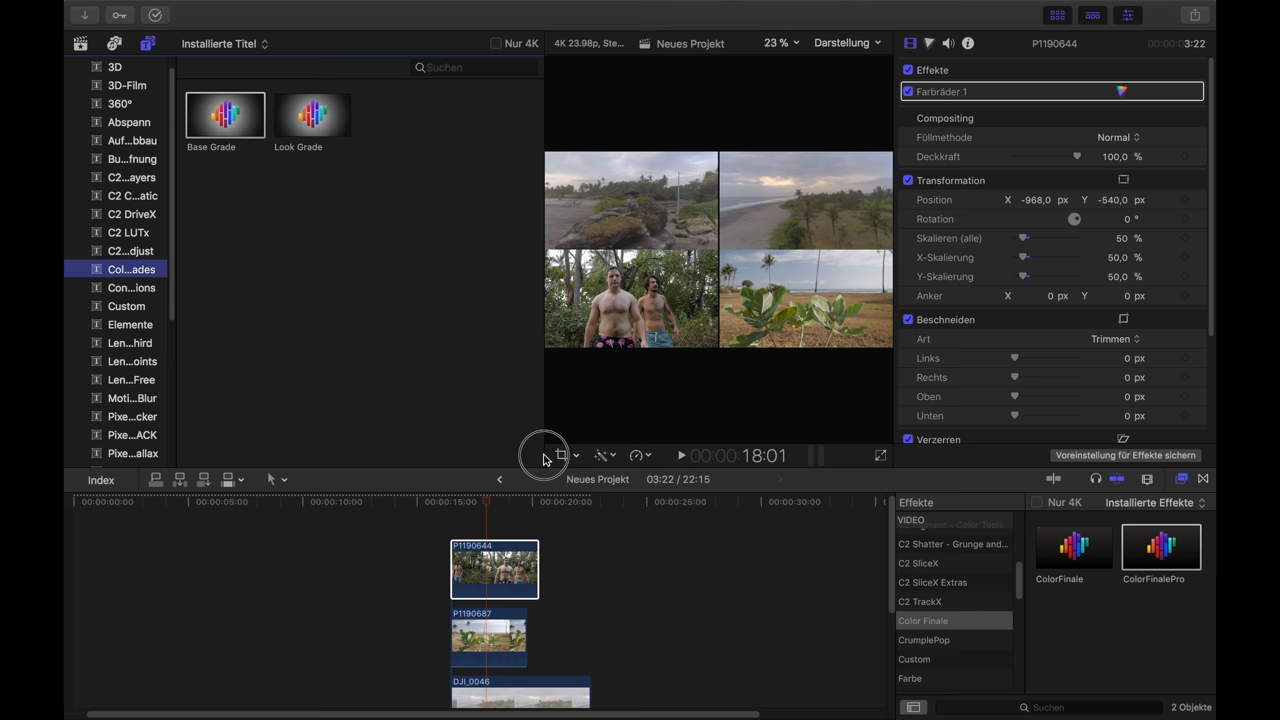 Installierte Titel
Nur 4K
4K 23.98p, Ste...
Neues Projekt
23 %
Darstellung
P1190644
00:00:03:22
Suchen
3D
3D-Film
360°
Abspann
Auf...bbau
Bu...fnung
C2...ayers
C2 C...atic
C2 DriveX
C2 LUTx
C2...djust
Col...ades
Con...ions
Custom
Elemente
Len...hird
Len...oints
Len...Free
Moti...Blur
Pixe...cker
Pixe...ACK
Pixe...allax
Base Grade
Look Grade
Effekte
Farbräder 1
Compositing
Füllmethode
Normal
Deckkraft
100,0 %
Transformation
Position
X -968,0 px
Y -540,0 px
Rotation
0 °
Skalieren (alle)
50 %
X-Skalierung
50,0 %
Y-Skalierung
50,0 %
Anker
X 0 px
Y 0 px
Beschneiden
Art
Trimmen
Links
0 px
Rechts
0 px
Oben
0 px
Unten
0 px
Verzerren
00:00:18:01
Voreinstellung für Effekte sichern
Index
Neues Projekt
03:22 / 22:15
00:00:00:00
00:00:05:00
00:00:10:00
00:00:15:00
00:00:20:00
00:00:25:00
00:00:30:00
P1190644
P1190687
DJI_0046
Effekte
Nur 4K
Installierte Effekte
VIDEO
C2 Shatter - Grunge and...
C2 SliceX
C2 SliceX Extras
C2 TrackX
Color Finale
CrumplePop
Custom
Farbe
ColorFinale
ColorFinalePro
Suchen
2 Objekte